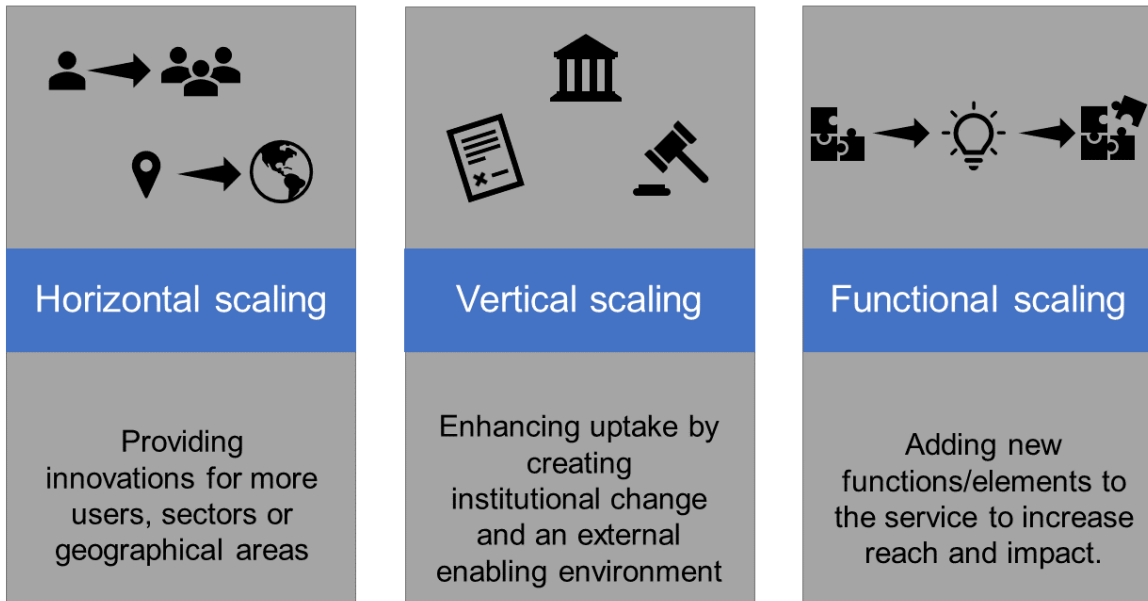 Horizontal scaling
Providing
innovations for more
users, sectors or
geographical areas
Vertical scaling
Enhancing uptake by
creating
institutional change
and an external
enabling environment
Functional scaling
Adding new
functions/elements to
the service to increase
reach and impact.